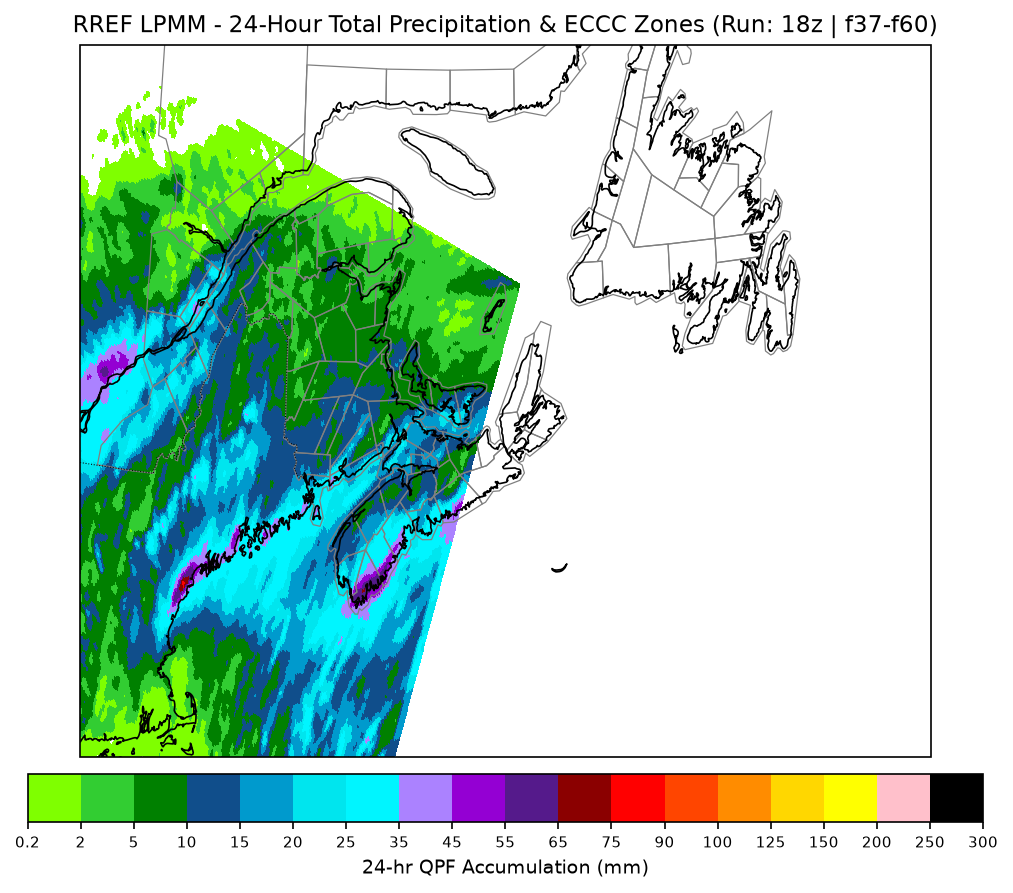 RREF LPMM - 24-Hour Total Precipitation & ECCC Zones (Run: 18z | f37-f60)
0.2 2 5 10 15 20 25 35 45 55 65 75 90 100 125 150 200 250 300
24-hr QPF Accumulation (mm)